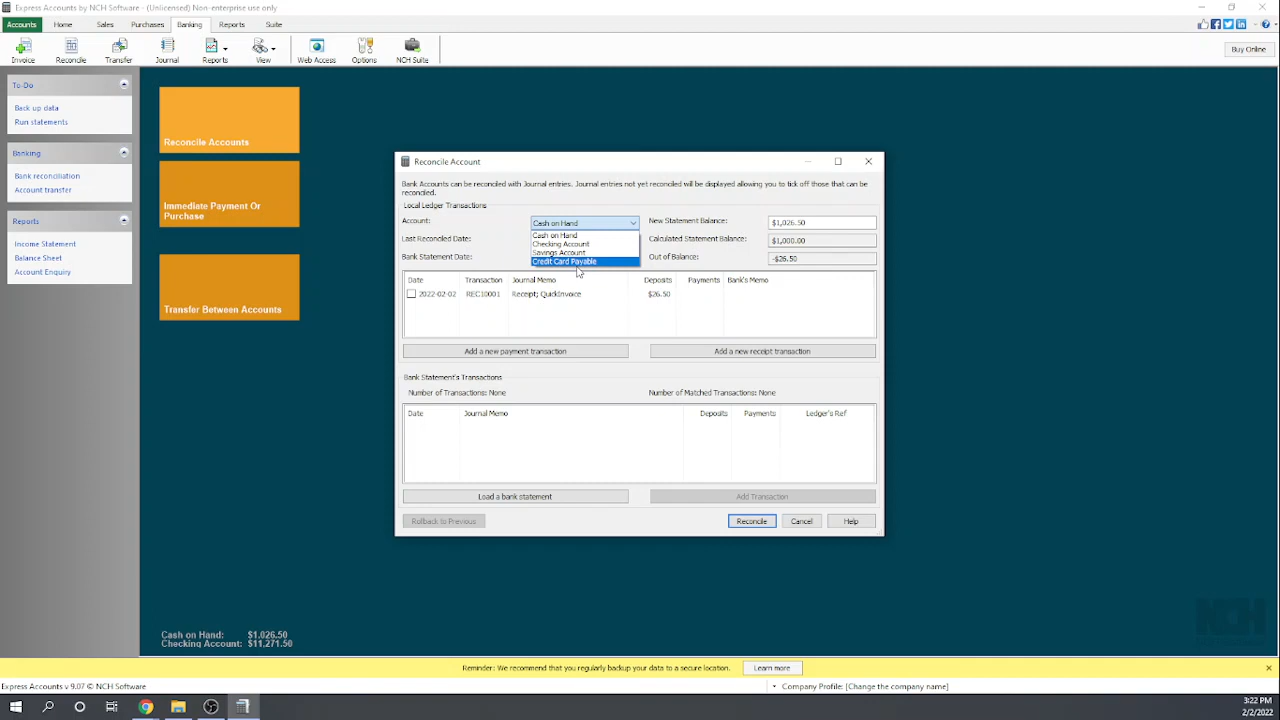 Express Accounts by NCH Software - (Unlicensed) Non-enterprise use only
Accounts Home Sales Purchases Banking Reports Suite
Invoice Reconcile Transfer Journal Reports View Web Access Options NCH Suite Buy Online
To-Do
Back up data
Run statements
Banking
Bank reconciliation
Account transfer
Reports
Income Statement
Balance Sheet
Account Enquiry
Reconcile Accounts
Immediate Payment Or
Purchase
Transfer Between Accounts
Reconcile Account
Bank Accounts can be reconciled with Journal entries. Journal entries not yet reconciled will be displayed allowing you to tick off those that can be
reconciled.
Local Ledger Transactions
Account: Cash on Hand New Statement Balance: $1,026.50
Cash on Hand
Last Reconciled Date: Checking Account Calculated Statement Balance: $1,000.00
Savings Account
Bank Statement Date: Credit Card Payable Out of Balance: -$26.50
Date Transaction Journal Memo Deposits Payments Bank's Memo
2022-02-02 REC10001 Receipt; QuickInvoice $26.50
Add a new payment transaction Add a new receipt transaction
Bank Statement's Transactions
Number of Transactions: None Number of Matched Transactions: None
Date Journal Memo Deposits Payments Ledger's Ref
Load a bank statement Add Transaction
Rollback to Previous Reconcile Cancel Help
NCH
Cash on Hand: $1,026.50
Checking Account: $11,271.50
Reminder: We recommend that you regularly backup your data to a secure location. Learn more
Express Accounts v 9.07 © NCH Software Company Profile: [Change the company name]
3:22 PM
2/2/2022